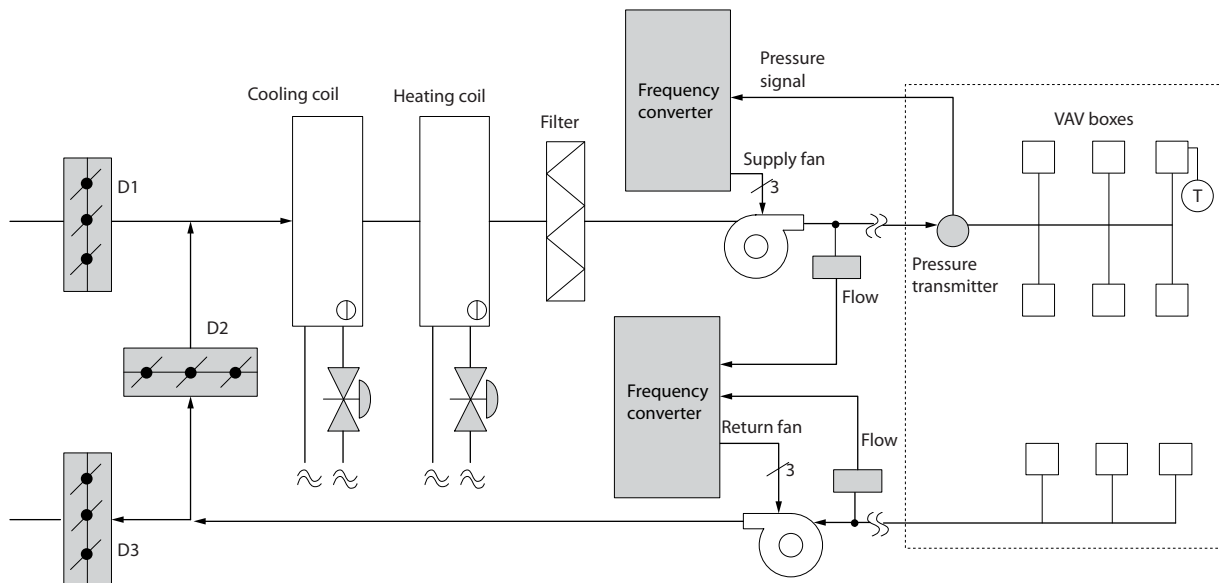 Cooling coil
Heating coil
Filter
Frequency
converter
Pressure
signal
VAV boxes
D1
Supply fan
3
T
Pressure
transmitter
Flow
D2
Frequency
converter
Return fan
Flow
3
D3